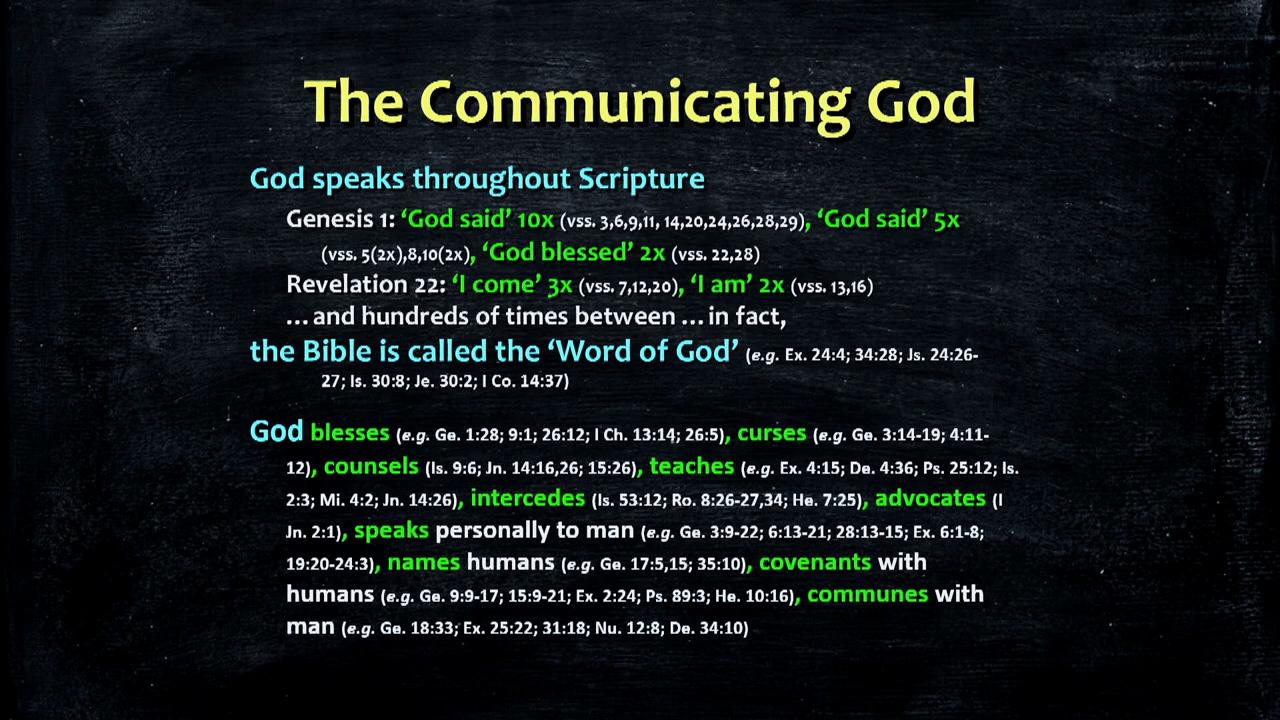 The Communicating God
God speaks throughout Scripture
Genesis 1: ‘God said’ 10x (vss. 3,6,9,11, 14,20,24,26,28,29), ‘God said’ 5x
(vss. 5(2x),8,10(2x), ‘God blessed’ 2x (vss. 22,28)
Revelation 22: ‘I come’ 3x (vss. 7,12,20), ‘I am’ 2x (vss. 13,16)
… and hundreds of times between … in fact,
the Bible is called the ‘Word of God’ (e.g. Ex. 24:4; 34:28; Js. 24:26-
27; Is. 30:8; Je. 30:2; I Co. 14:37)
God blesses (e.g. Ge. 1:28; 9:1; 26:12; I Ch. 13:14; 26:5), curses (e.g. Ge. 3:14-19; 4:11-
12), counsels (Is. 9:6; Jn. 14:16,26; 15:26), teaches (e.g. Ex. 4:15; De. 4:36; Ps. 25:12; Is.
2:3; Mi. 4:2; Jn. 14:26), intercedes (Is. 53:12; Ro. 8:26-27,34; He. 7:25), advocates (I
Jn. 2:1), speaks personally to man (e.g. Ge. 3:9-22; 6:13-21; 28:13-15; Ex. 6:1-8;
19:20-24:3), names humans (e.g. Ge. 17:5,15; 35:10), covenants with
humans (e.g. Ge. 9:9-17; 15:9-21; Ex. 2:24; Ps. 89:3; He. 10:16), communes with
man (e.g. Ge. 18:33; Ex. 25:22; 31:18; Nu. 12:8; De. 34:10)